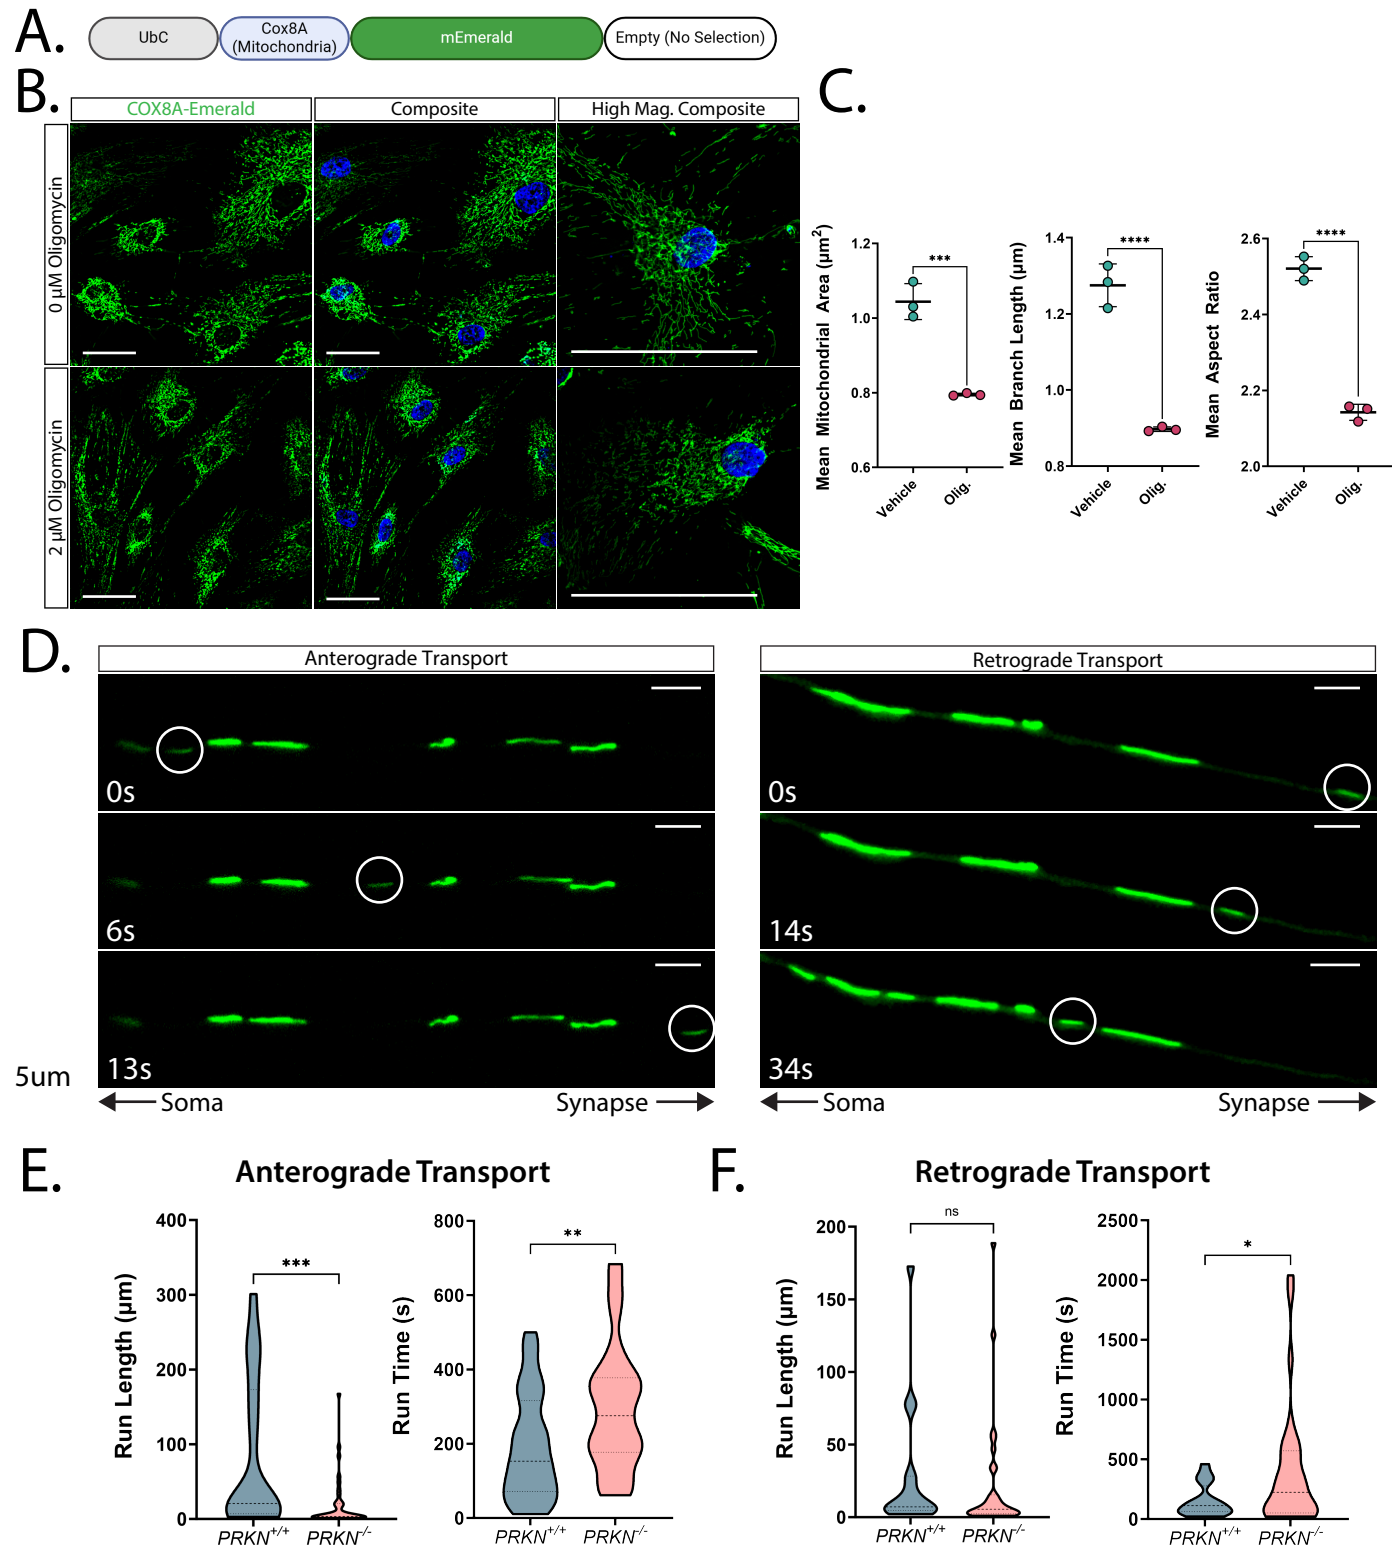 A.
UbC
Cox8A
(Mitochondria)
mEmerald
Empty (No Selection)
B.
COX8A-Emerald
Composite
High Mag. Composite
0 µM Oligomycin
2 µM Oligomycin
C.
Mean Mitochondrial Area (µm²)
1.2
1.0
0.8
0.6
***
Vehicle
Olig.
Mean Branch Length (µm)
1.4
1.2
1.0
0.8
****
Vehicle
Olig.
Mean Aspect Ratio
2.6
2.4
2.2
2.0
****
Vehicle
Olig.
D.
Anterograde Transport
0s
6s
13s
5um
Soma
Synapse
Retrograde Transport
0s
14s
34s
Soma
Synapse
E.
Anterograde Transport
Run Length (µm)
400
300
200
100
0
***
PRKN+/+
PRKN-/-
Run Time (s)
800
600
400
200
0
**
PRKN+/+
PRKN-/-
F.
Retrograde Transport
Run Length (µm)
200
150
100
50
0
ns
PRKN+/+
PRKN-/-
Run Time (s)
2500
2000
1500
1000
500
0
*
PRKN+/+
PRKN-/-